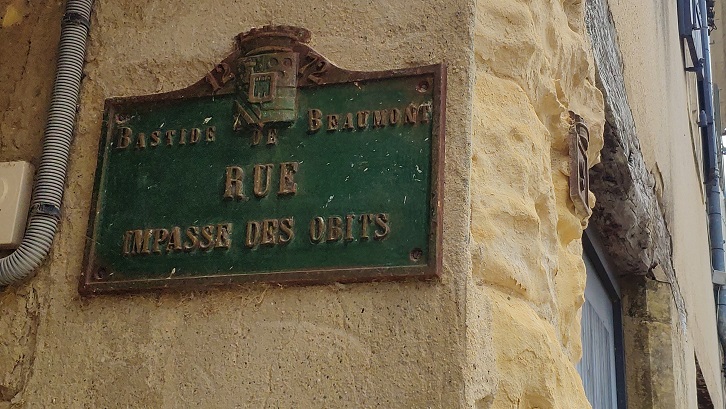 12 72
BASTIDE DE BEAUMONT
RUE
IMPASSE DES OBITS